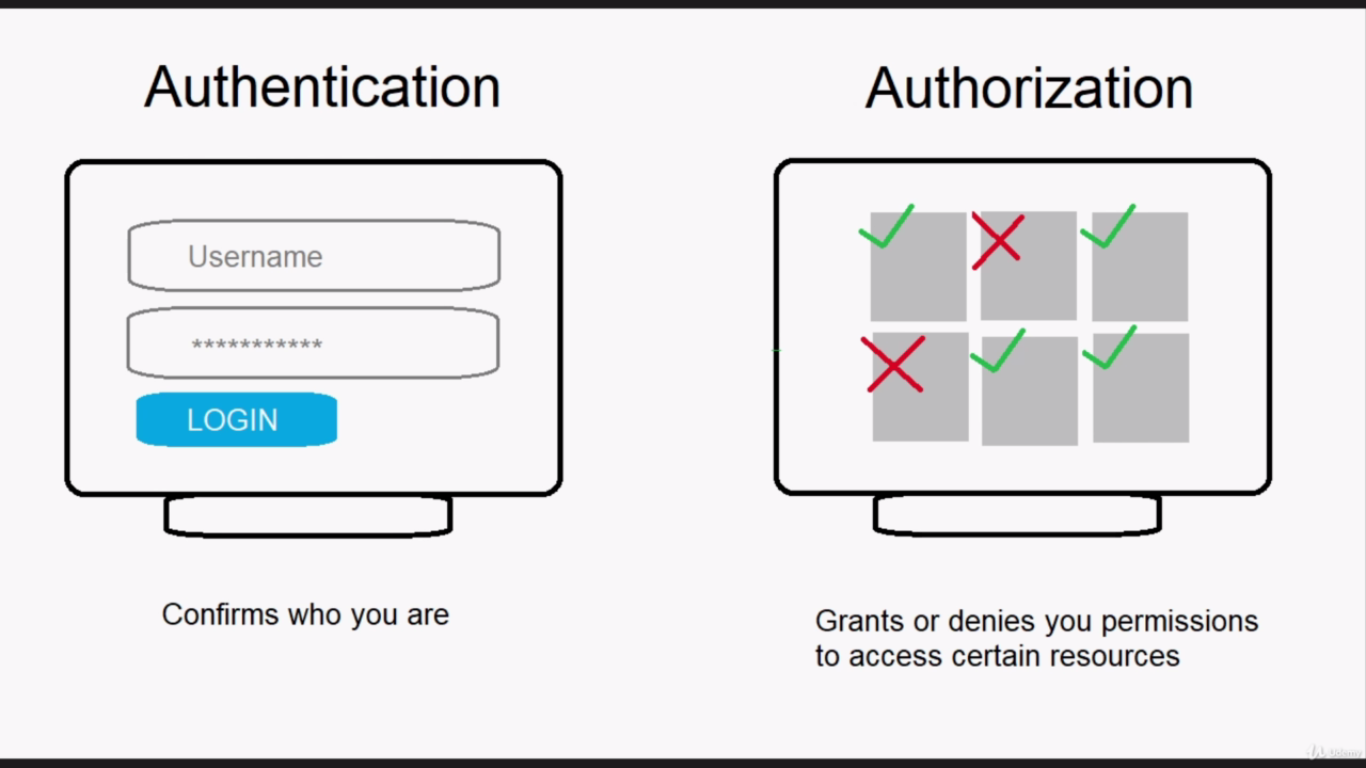 Authentication
Authorization
Username
***********
LOGIN
Confirms who you are
Grants or denies you permissions
to access certain resources
Udemy